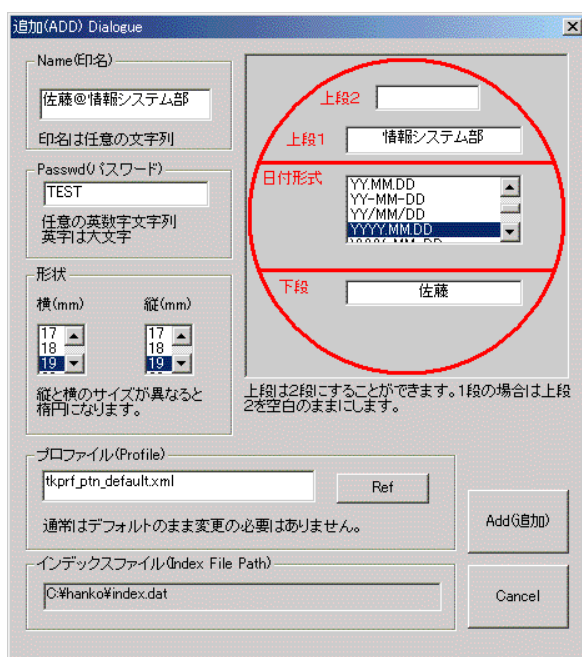 追加(ADD) Dialogue
Name(印名)
佐藤@情報システム部
印名は任意の文字列
Passwd(パスワード)
TEST
任意の英数字文字列
英字は大文字
形状
横(mm)
縦(mm)
17
18
19
17
18
19
縦と横のサイズが異なると
楕円になります。
上段2
上段1
情報システム部
日付形式
YY.MM.DD
YY-MM-DD
YY/MM/DD
YYYY.MM.DD
下段
佐藤
上段は2段にすることができます。1段の場合は上段
2を空白のままにします。
プロファイル(Profile)
tkprf_ptn_default.xml
Ref
通常はデフォルトのまま変更の必要はありません。
インデックスファイル(Index File Path)
C:¥hanko¥index.dat
Add(追加)
Cancel